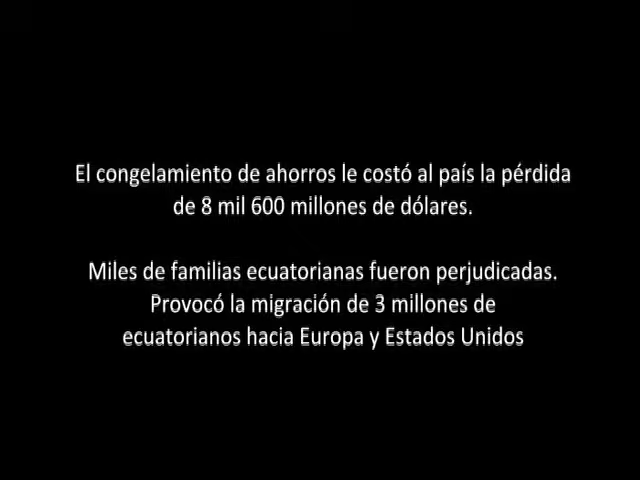 El congelamiento de ahorros le costó al país la pérdida
de 8 mil 600 millones de dólares.
Miles de familias ecuatorianas fueron perjudicadas.
Provocó la migración de 3 millones de
ecuatorianos hacia Europa y Estados Unidos